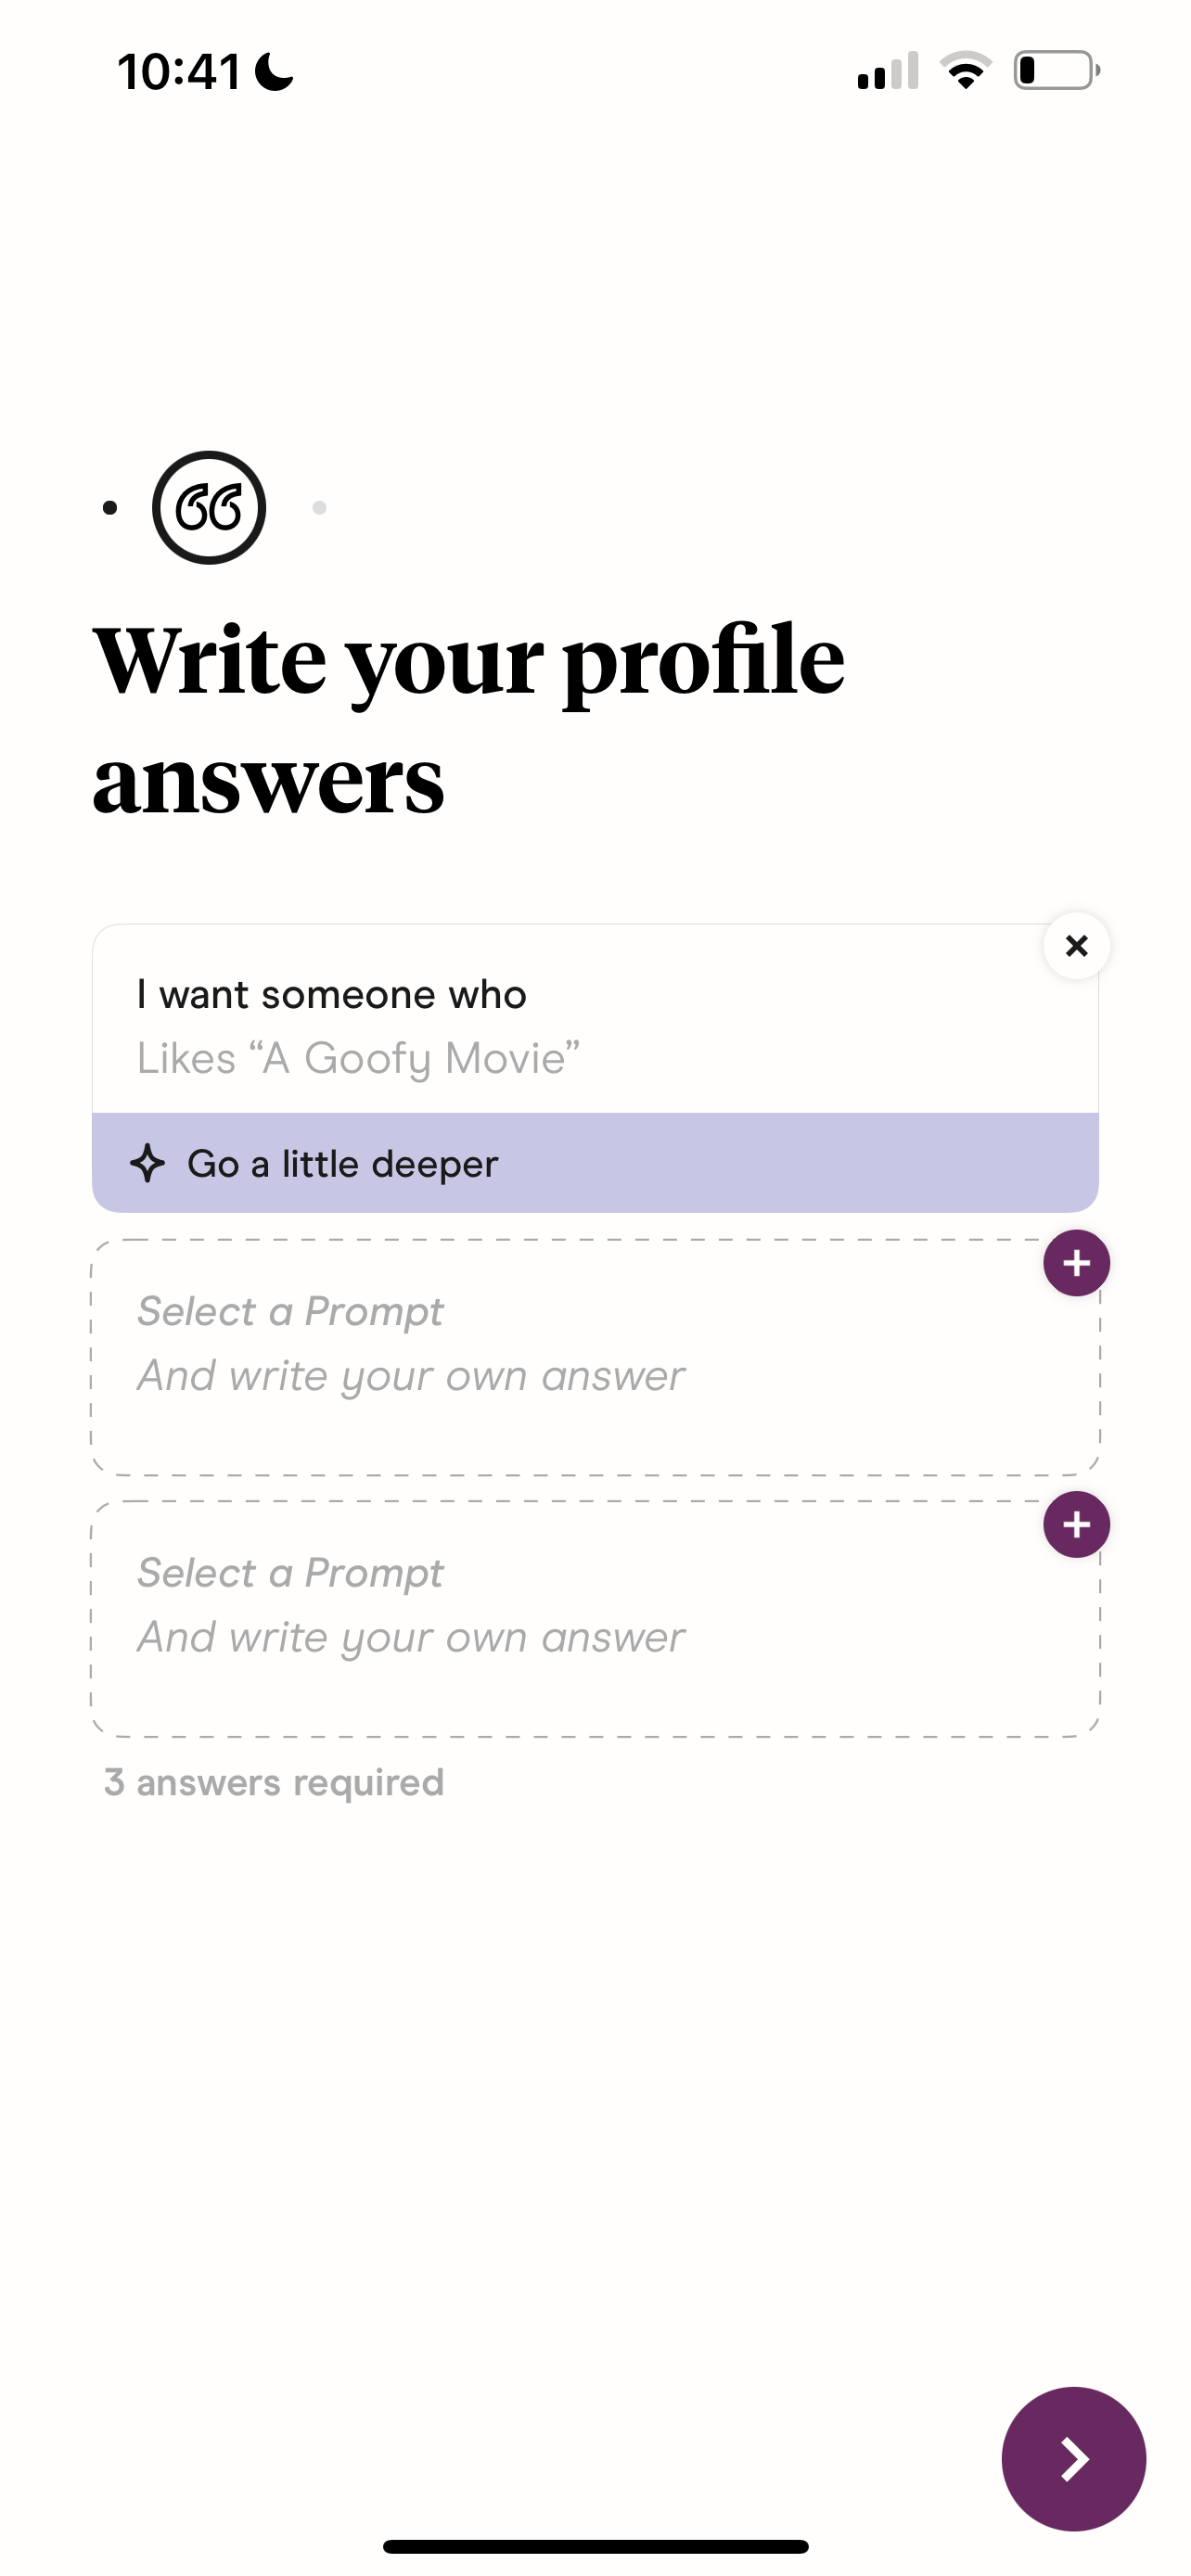 10:41
Write your profile
answers
I want someone who
Likes “A Goofy Movie”
Go a little deeper
Select a Prompt
And write your own answer
Select a Prompt
And write your own answer
3 answers required